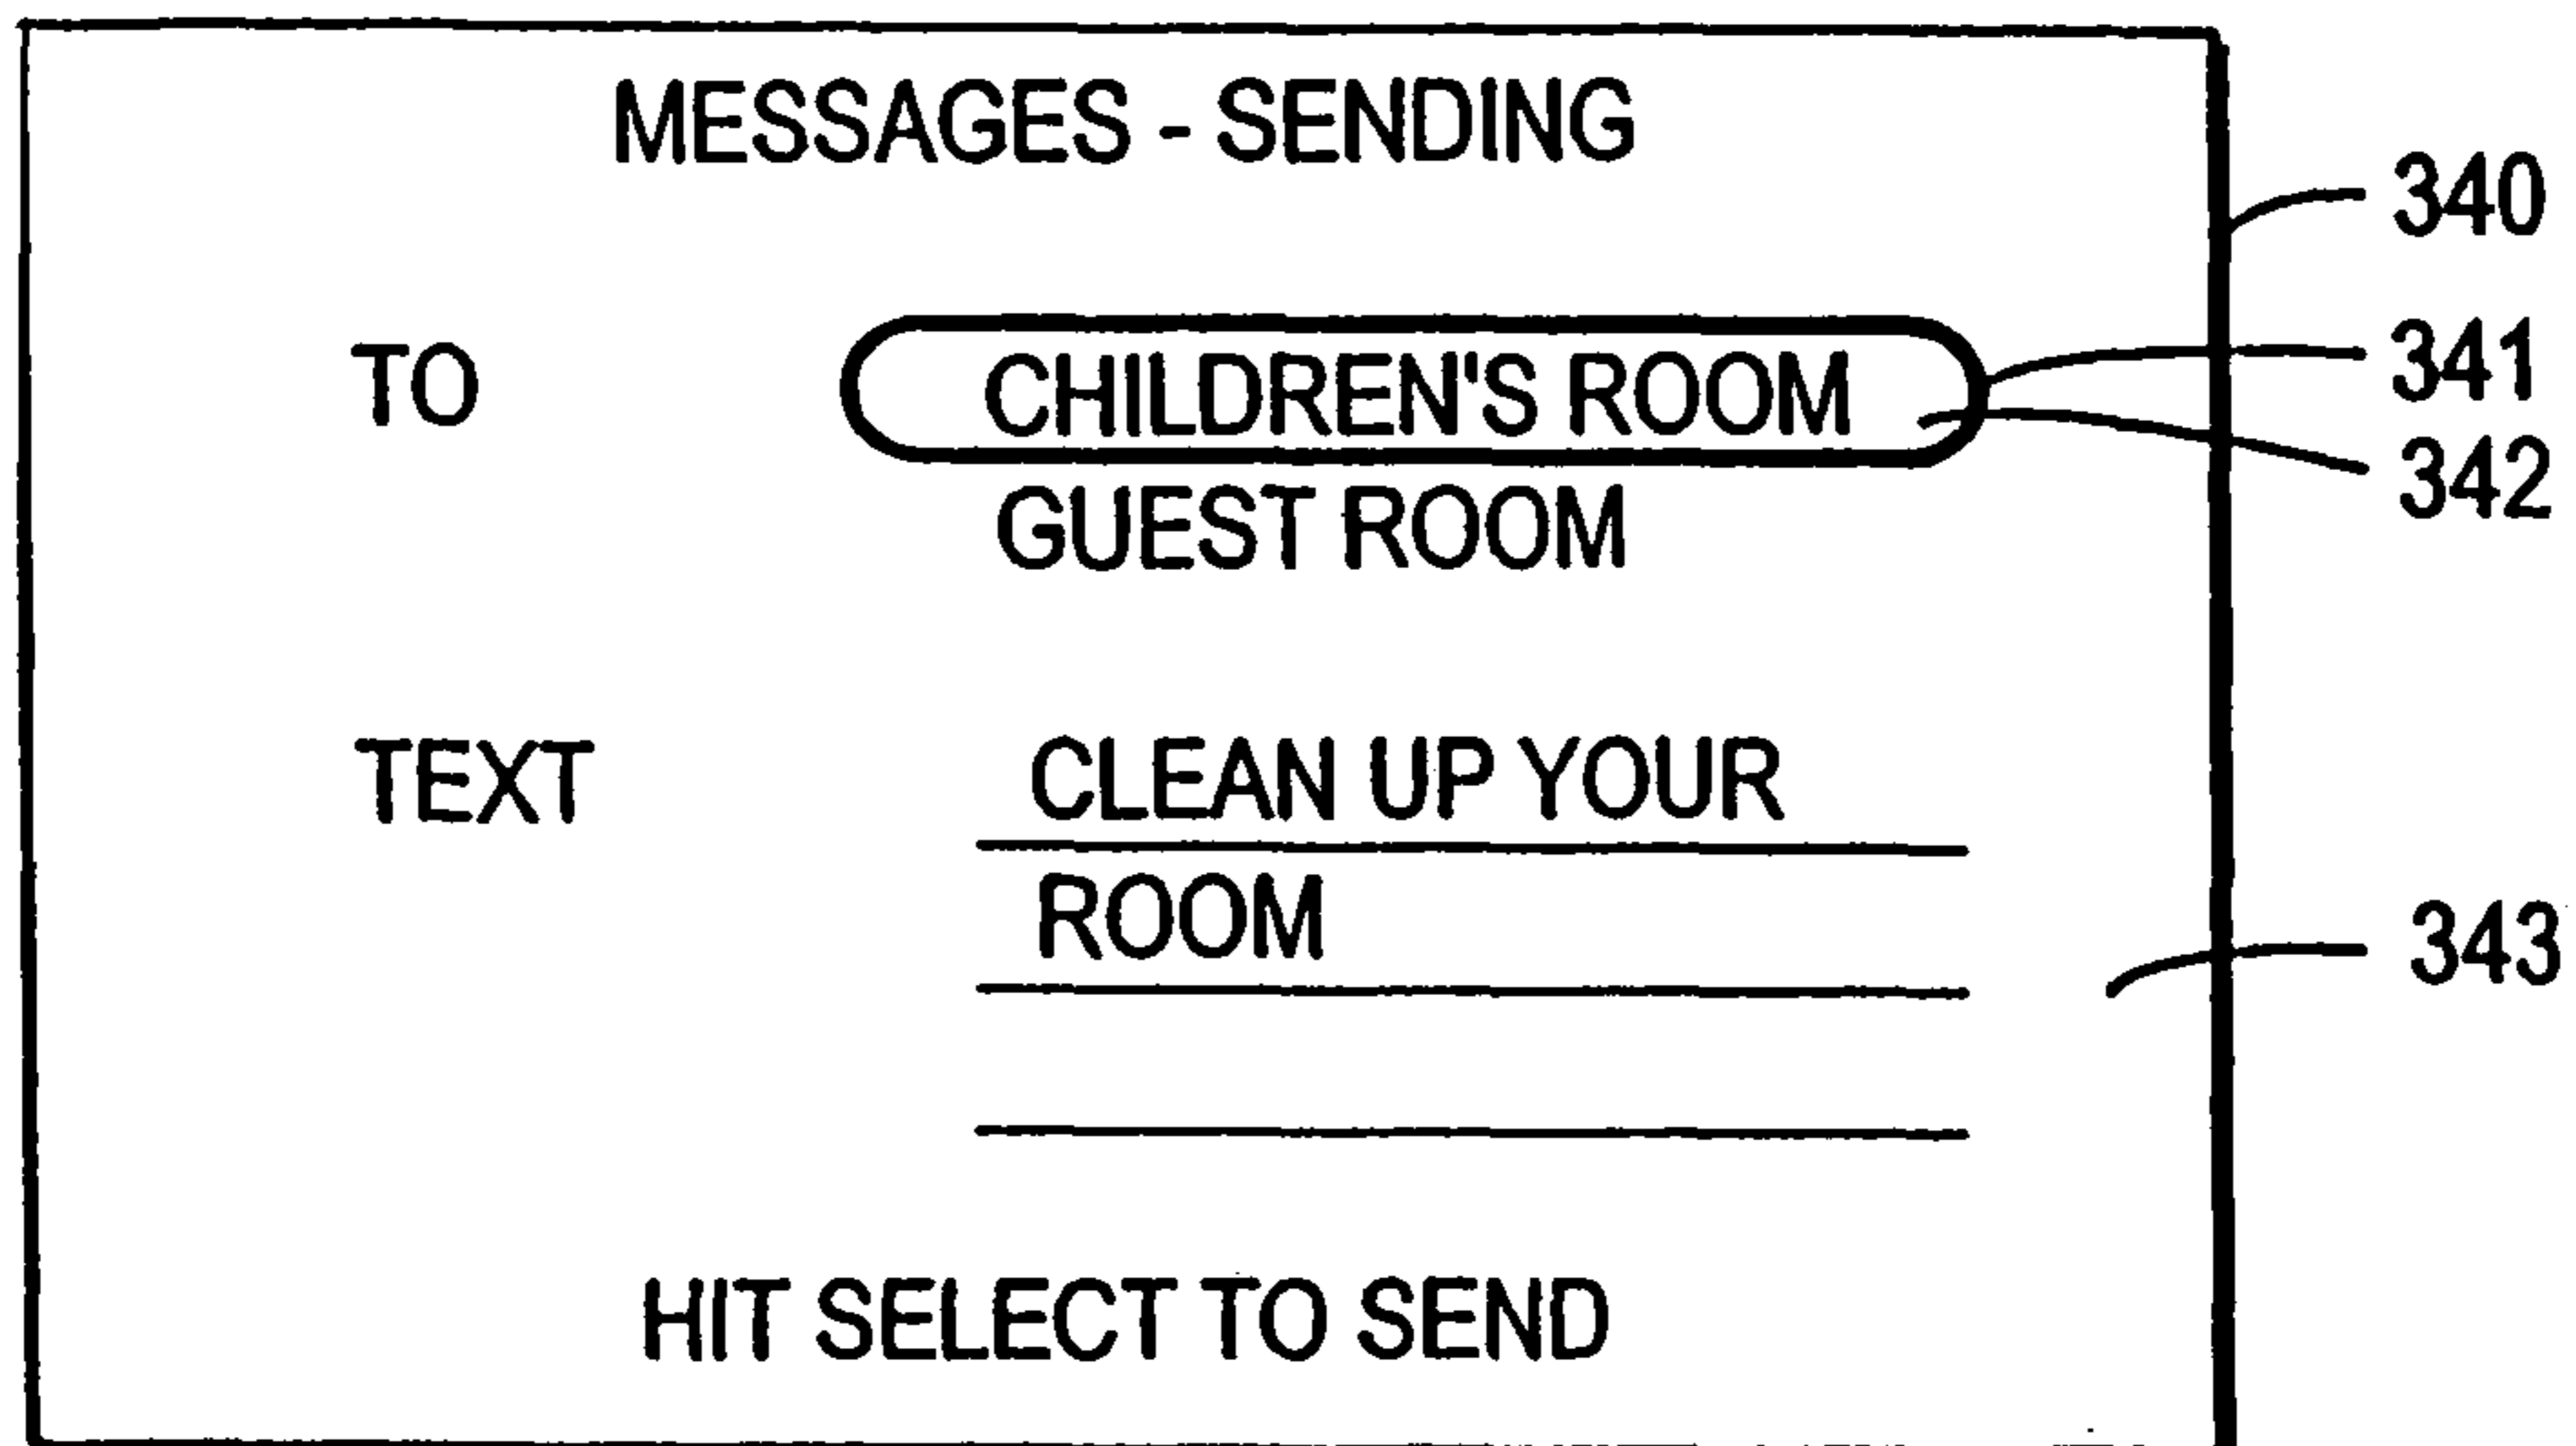 MESSAGES - SENDING
340
TO CHILDREN'S ROOM
341
342
GUEST ROOM
TEXT CLEAN UP YOUR
ROOM
343
HIT SELECT TO SEND